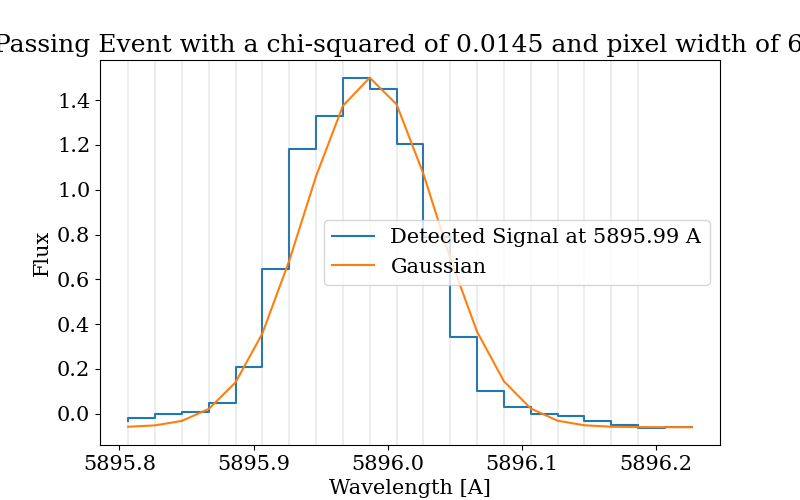 Passing Event with a chi-squared of 0.0145 and pixel width of 6
Flux
1.4
1.2
1.0
0.8
0.6
0.4
0.2
0.0
Detected Signal at 5895.99 A
Gaussian
5895.8 5895.9 5896.0 5896.1 5896.2
Wavelength [A]